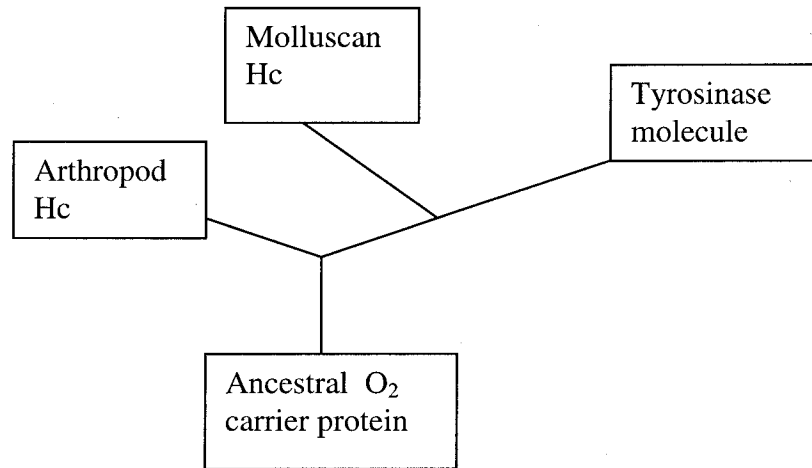 Molluscan
Hc
Tyrosinase
molecule
Arthropod
Hc
Ancestral O₂
carrier protein